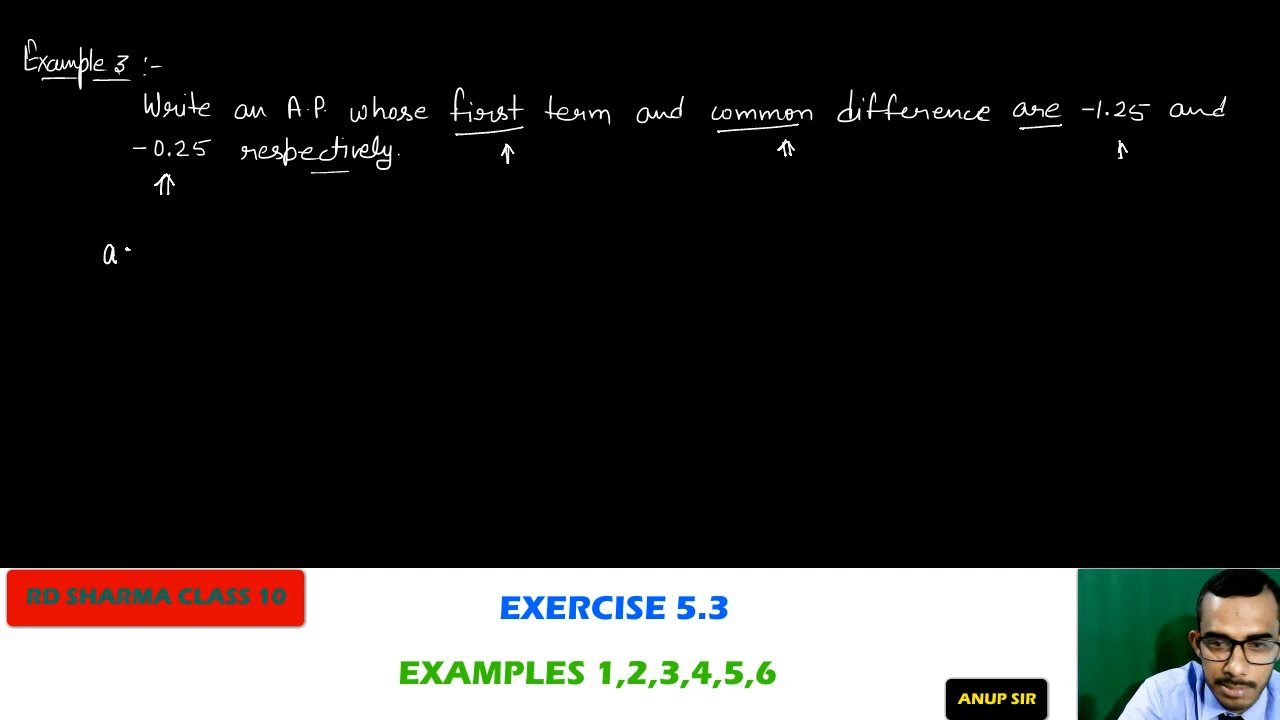 Example 3 :-
Write an A.P. whose first term and common difference are -1.25 and
-0.25 respectively.
a
RD SHARMA CLASS 10
EXERCISE 5.3
EXAMPLES 1,2,3,4,5,6
ANUP SIR